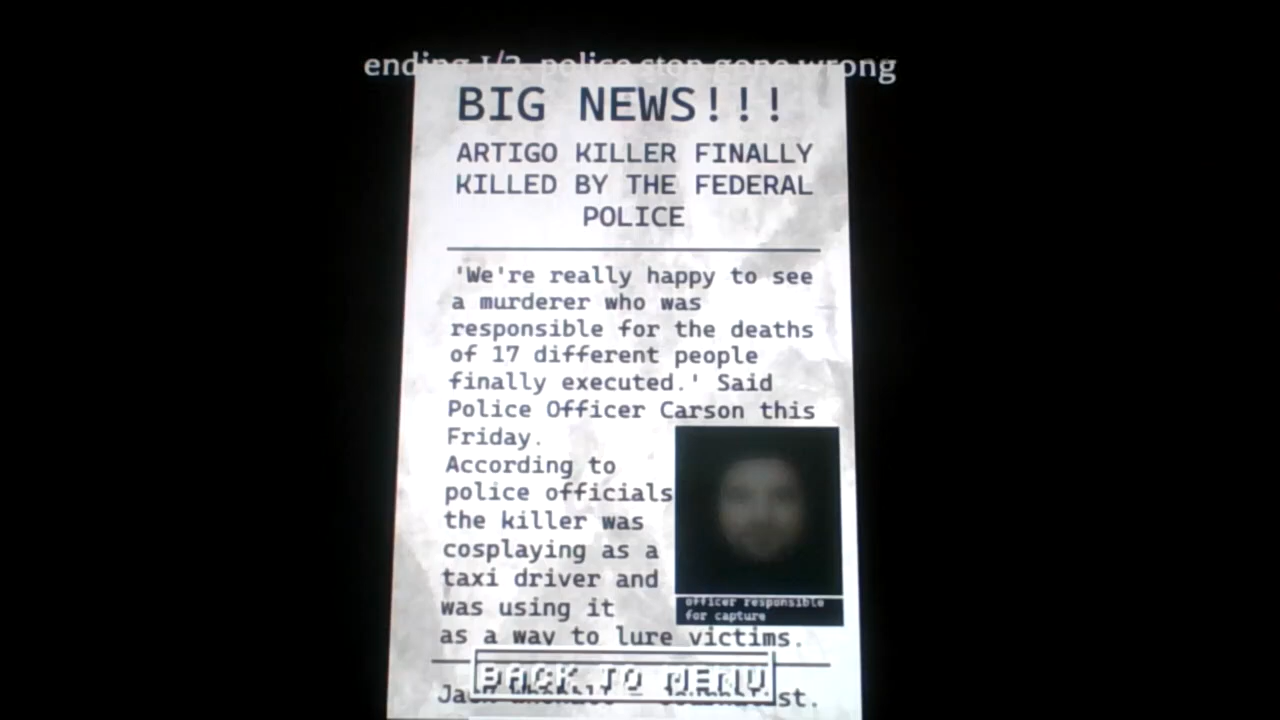 ending 1/2, police stop gone wrong
BIG NEWS!!!
ARTIGO KILLER FINALLY
KILLED BY THE FEDERAL
POLICE
'We're really happy to see
a murderer who was
responsible for the deaths
of 17 different people
finally executed.' Said
Police Officer Carson this
Friday.
According to
police officials
the killer was
cosplaying as a
taxi driver and
was using it
as a way to lure victims.
officer responsible
for capture
BACK TO MENU